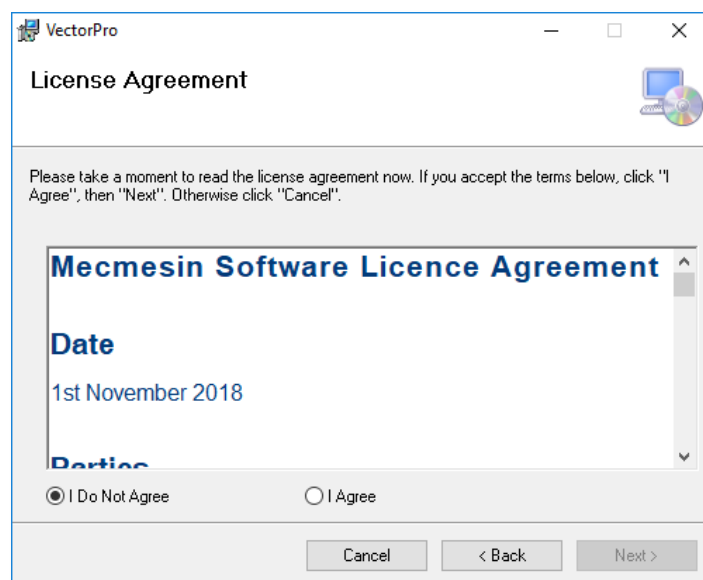 VectorPro
License Agreement
Please take a moment to read the license agreement now. If you accept the terms below, click "I
Agree", then "Next". Otherwise click "Cancel".
Mecmesin Software Licence Agreement
Date
1st November 2018
Parties
I Do Not Agree
I Agree
Cancel
< Back
Next >